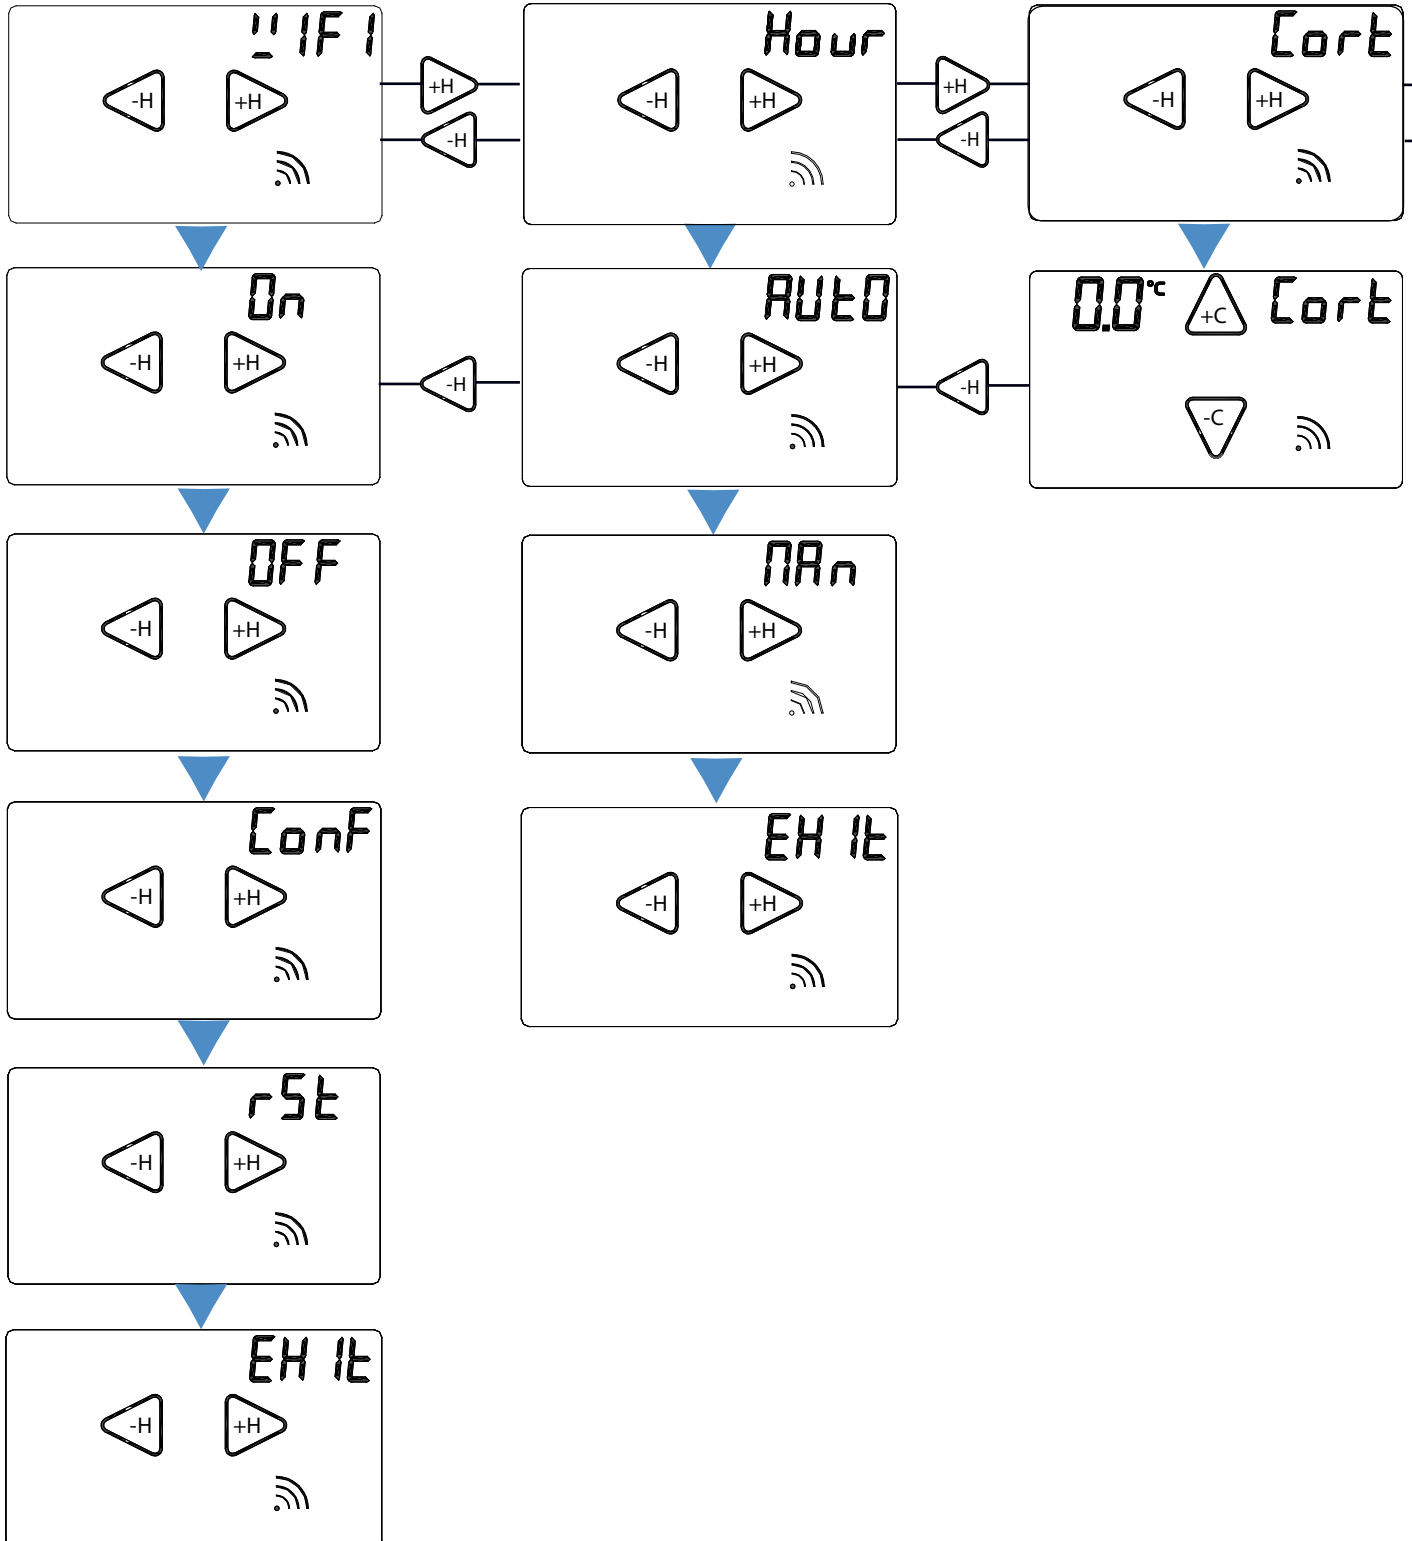 WIFI Hour Cort
-H +H +H -H +H +H -H +H
-H -H
On AUtO 0.0°C +C Cort
-H +H -H -H +H -H -C
OFF MAn
-H +H -H +H
ConF EHIt
-H +H -H +H
rSt
-H +H
EHIt
-H +H